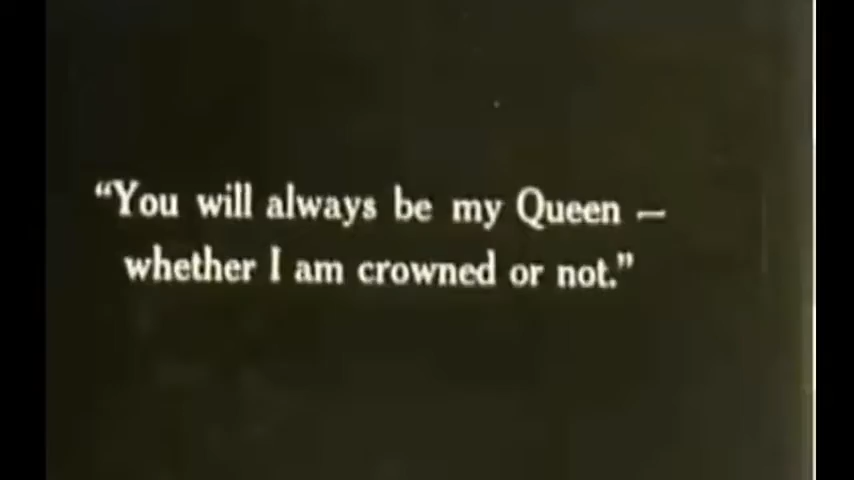 “You will always be my Queen —
whether I am crowned or not.”